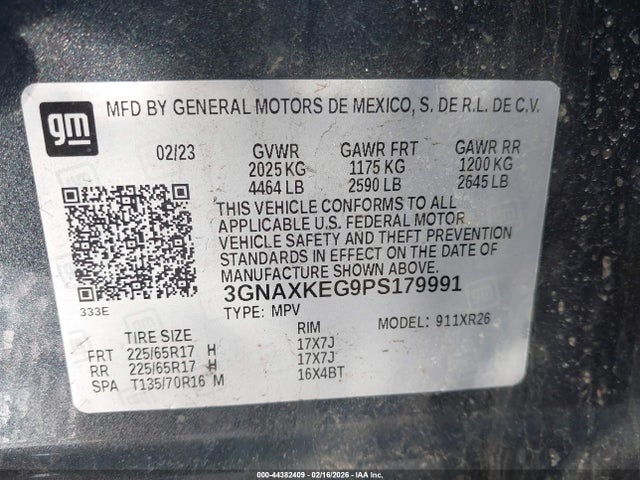 gm
MFD BY GENERAL MOTORS DE MEXICO, S. DE R.L. DE C.V.
02/23 GVWR GAWR FRT GAWR RR
2025 KG 1175 KG 1200 KG
4464 LB 2590 LB 2645 LB
THIS VEHICLE CONFORMS TO ALL
APPLICABLE U.S. FEDERAL MOTOR
VEHICLE SAFETY AND THEFT PREVENTION
STANDARDS IN EFFECT ON THE DATE OF
MANUFACTURE SHOWN ABOVE.
333E 3GNAXKEG9PS179991
TYPE: MPV MODEL: 911XR26
TIRE SIZE RIM
FRT 225/65R17 H 17X7J
RR 225/65R17 H 17X7J
SPA T135/70R16 M 16X4BT
000-44382409 - 02/16/2026 - IAA Inc.